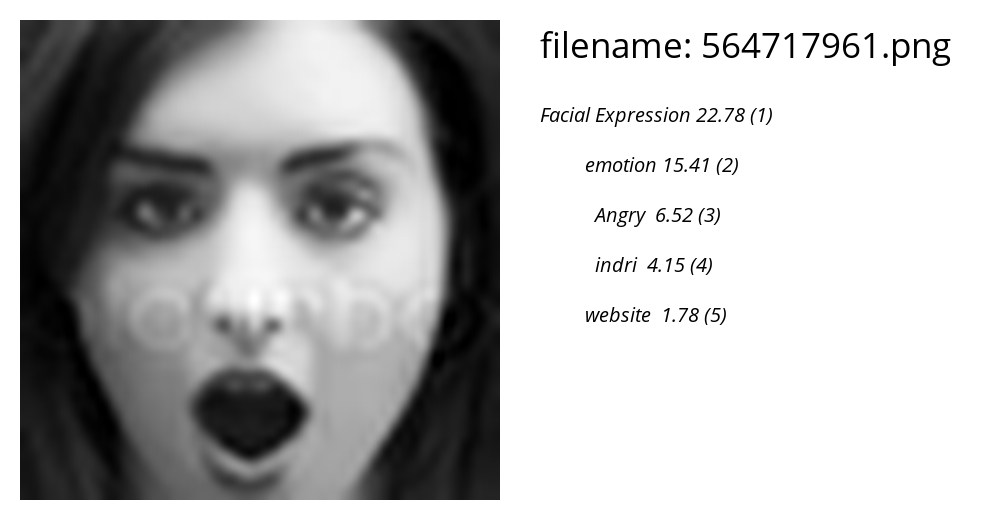 filename: 564717961.png
Facial Expression 22.78 (1)
emotion 15.41 (2)
Angry 6.52 (3)
indri 4.15 (4)
website 1.78 (5)